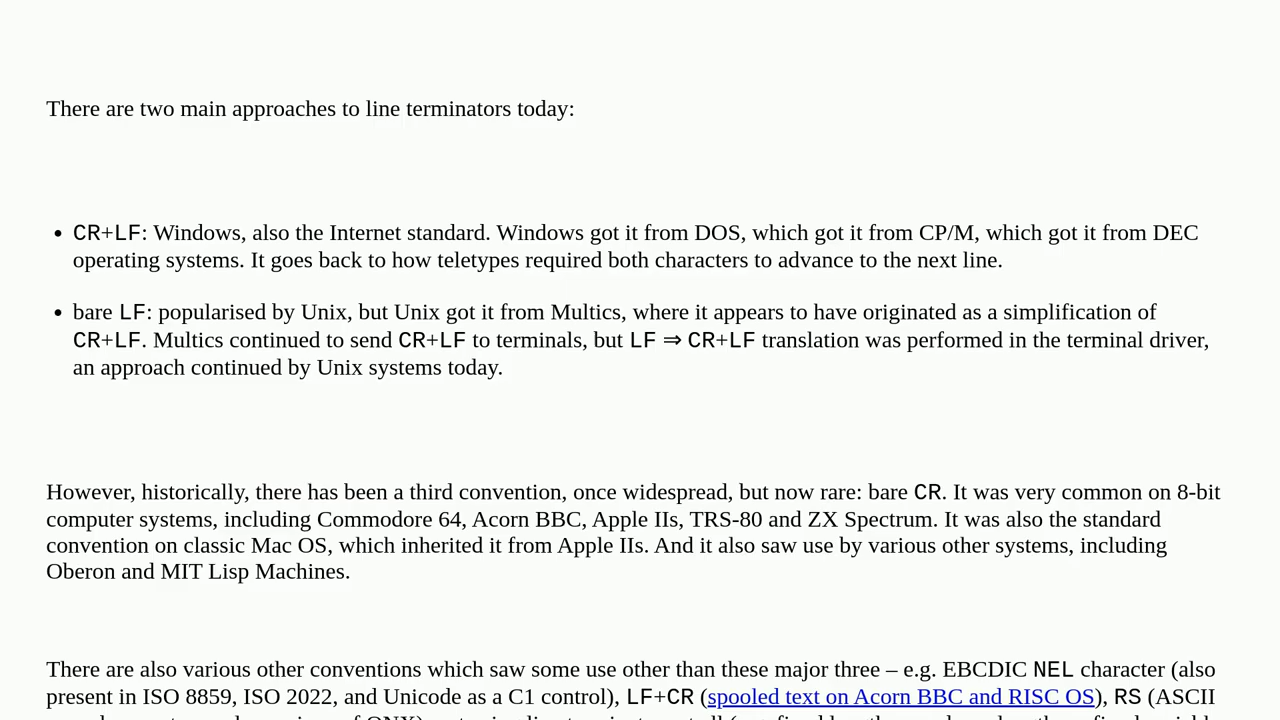 There are two main approaches to line terminators today:
• CR+LF: Windows, also the Internet standard. Windows got it from DOS, which got it from CP/M, which got it from DEC
operating systems. It goes back to how teletypes required both characters to advance to the next line.
• bare LF: popularised by Unix, but Unix got it from Multics, where it appears to have originated as a simplification of
CR+LF. Multics continued to send CR+LF to terminals, but LF ⇒ CR+LF translation was performed in the terminal driver,
an approach continued by Unix systems today.
However, historically, there has been a third convention, once widespread, but now rare: bare CR. It was very common on 8-bit
computer systems, including Commodore 64, Acorn BBC, Apple IIs, TRS-80 and ZX Spectrum. It was also the standard
convention on classic Mac OS, which inherited it from Apple IIs. And it also saw use by various other systems, including
Oberon and MIT Lisp Machines.
There are also various other conventions which saw some use other than these major three – e.g. EBCDIC NEL character (also
present in ISO 8859, ISO 2022, and Unicode as a C1 control), LF+CR (spooled text on Acorn BBC and RISC OS), RS (ASCII